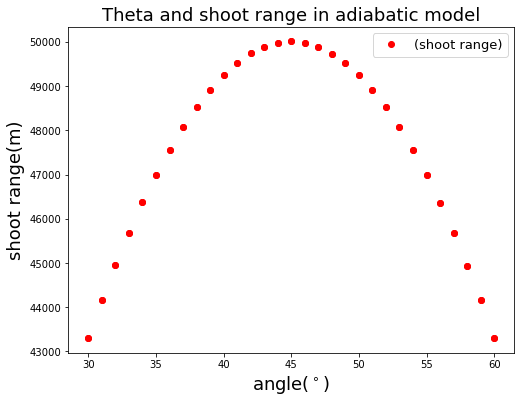 Theta and shoot range in adiabatic model
(shoot range)
50000
49000
48000
47000
46000
45000
44000
43000
shoot range(m)
30 35 40 45 50 55 60
angle(°)